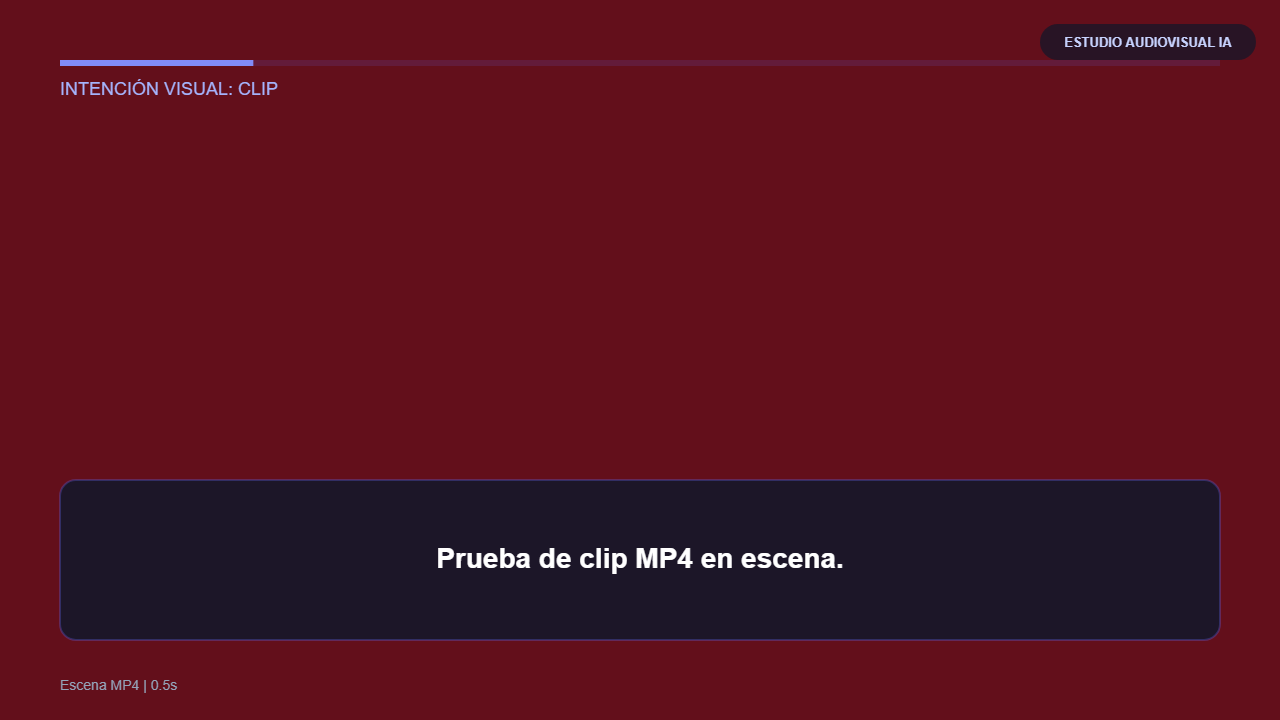 ESTUDIO AUDIOVISUAL IA
INTENCIÓN VISUAL: CLIP
Prueba de clip MP4 en escena.
Escena MP4 | 0.5s